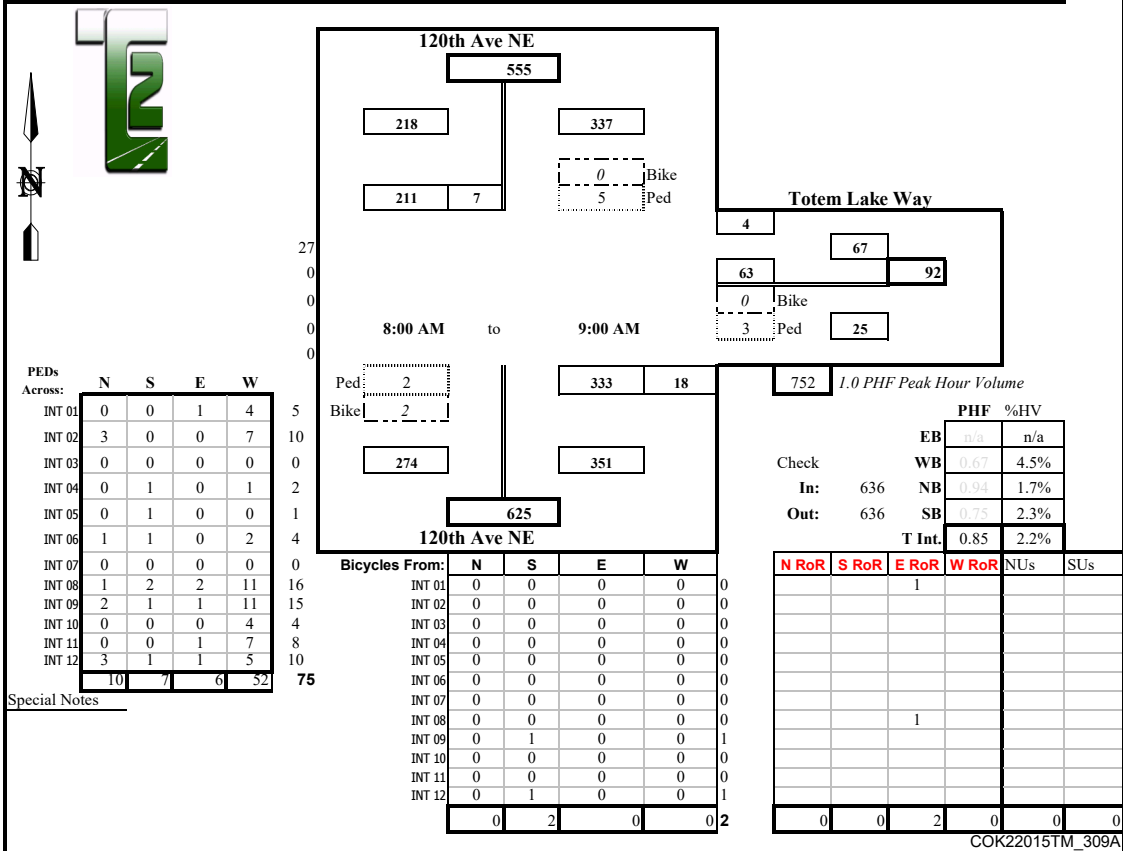 T2
N
120th Ave NE
555
218 337
0 Bike
211 7 5 Ped
Totem Lake Way
4
27 67
0 63 92
0 0 Bike
0 8:00 AM to 9:00 AM 3 Ped 25
0
Ped 2 333 18 752 1.0 PHF Peak Hour Volume
Bike 2
274 351
625
120th Ave NE
PHF %HV
EB n/a n/a
Check WB 0.67 4.5%
In: 636 NB 0.94 1.7%
Out: 636 SB 0.75 2.3%
T Int. 0.85 2.2%
PEDs
Across: N S E W
INT 01 0 0 1 4 5
INT 02 3 0 0 7 10
INT 03 0 0 0 0 0
INT 04 0 1 0 1 2
INT 05 0 1 0 0 1
INT 06 1 1 0 2 4
INT 07 0 0 0 0 0
INT 08 1 2 2 11 16
INT 09 2 1 1 11 15
INT 10 0 0 0 4 4
INT 11 0 0 1 7 8
INT 12 3 1 1 5 10
10 7 6 52 75
Special Notes
Bicycles From: N S E W
INT 01 0 0 0 0 0
INT 02 0 0 0 0 0
INT 03 0 0 0 0 0
INT 04 0 0 0 0 0
INT 05 0 0 0 0 0
INT 06 0 0 0 0 0
INT 07 0 0 0 0 0
INT 08 0 0 0 0 0
INT 09 0 1 0 0 1
INT 10 0 0 0 0 0
INT 11 0 0 0 0 0
INT 12 0 1 0 0 1
0 2 0 0 2
N RoR S RoR E RoR W RoR NUs SUs
1
1
0 0 2 0 0 0
COK22015TM_309A